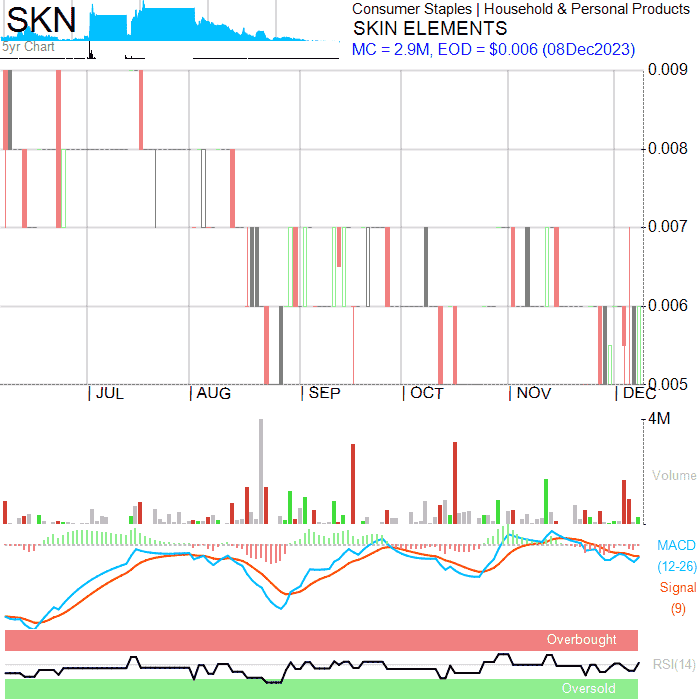 SKN
5yr Chart
Consumer Staples | Household & Personal Products
SKIN ELEMENTS
MC = 2.9M, EOD = $0.006 (08Dec2023)
0.009
0.008
0.007
0.006
0.005
JUL
AUG
SEP
OCT
NOV
DEC
4M
Volume
MACD
(12-26)
Signal
(9)
Overbought
RSI(14)
Oversold